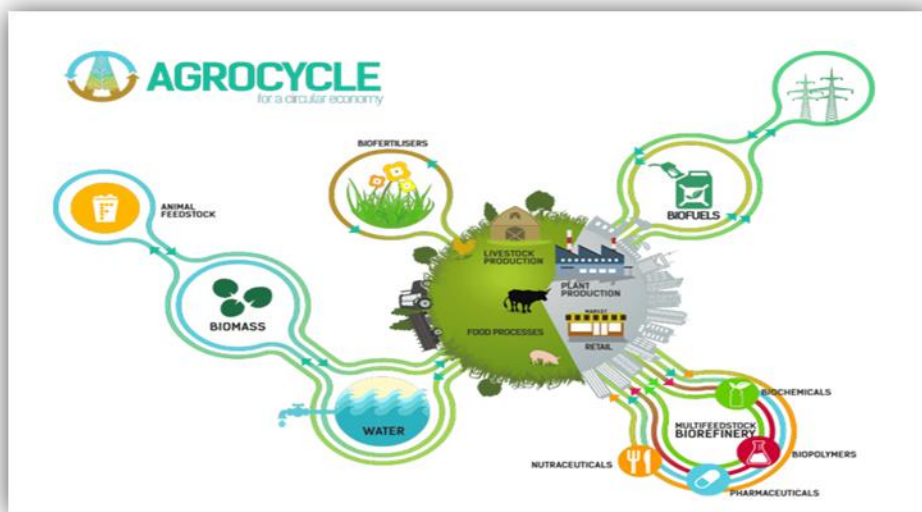 AGROCYCLE
for a circular economy
BIOFERTILISERS
ANIMAL
FEEDSTOCK
BIOFUELS
LIVESTOCK
PRODUCTION
PLANT
PRODUCTION
MARKET
BIOMASS
FOOD PROCESSES
RETAIL
WATER
BIOCHEMICALS
MULTIFEEDSTOCK
BIOREFINERY
BIOPOLYMERS
NUTRACEUTICALS
PHARMACEUTICALS